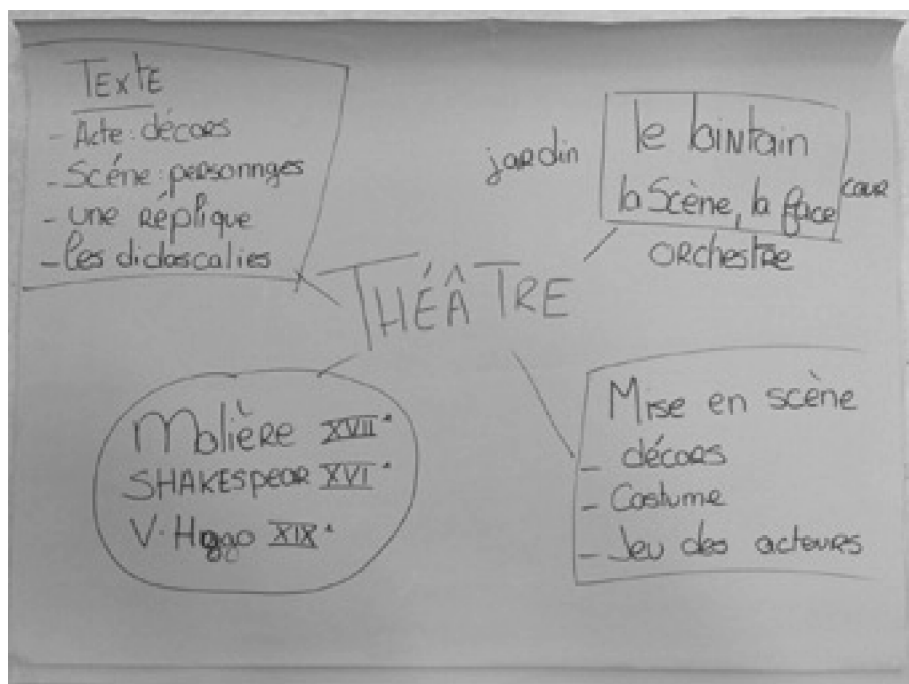 TExTE
- Acte : décors
- Scéne : personnges
- une Réplique
- les didascalies
jardin
le lointain
la Scène, la face
cour
ORchestRe
THÉÂTRE
MolièRe XVII°
SHAKESpeaR XVI°
V. Hugo XIX°
Mise en scène
- décors
- Costume
- Jeu des acteurs